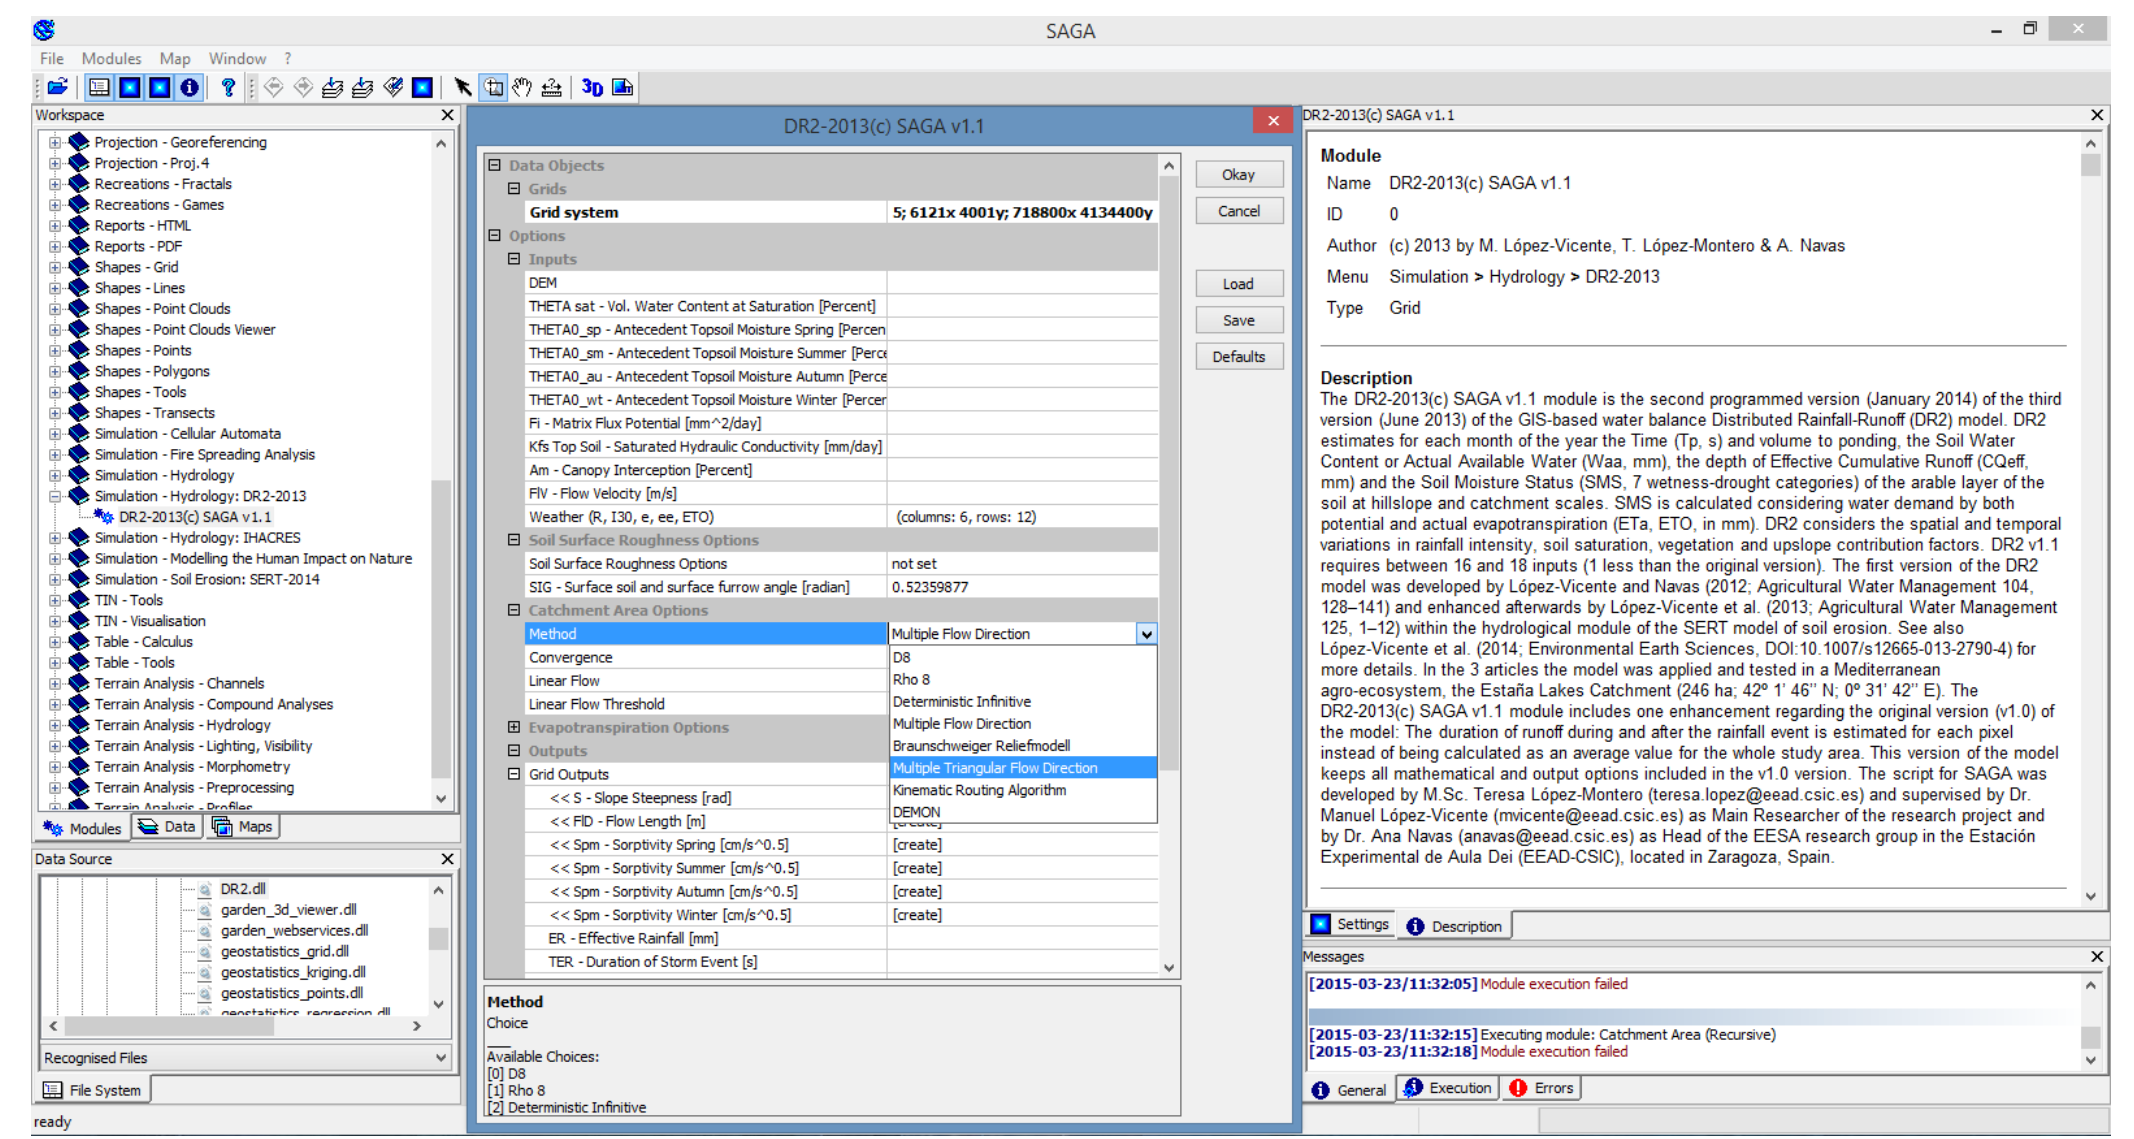 SAGA
File Modules Map Window ?
3D
Workspace
Projection - Georeferencing
Projection - Proj.4
Recreations - Fractals
Recreations - Games
Reports - HTML
Reports - PDF
Shapes - Grid
Shapes - Lines
Shapes - Point Clouds
Shapes - Point Clouds Viewer
Shapes - Points
Shapes - Polygons
Shapes - Tools
Shapes - Transects
Simulation - Cellular Automata
Simulation - Fire Spreading Analysis
Simulation - Hydrology
Simulation - Hydrology: DR2-2013
DR2-2013(c) SAGA v1.1
Simulation - Hydrology: IHACRES
Simulation - Modelling the Human Impact on Nature
Simulation - Soil Erosion: SERT-2014
TIN - Tools
TIN - Visualisation
Table - Calculus
Table - Tools
Terrain Analysis - Channels
Terrain Analysis - Compound Analyses
Terrain Analysis - Hydrology
Terrain Analysis - Lighting, Visibility
Terrain Analysis - Morphometry
Terrain Analysis - Preprocessing
Terrain Analysis - Profiles
Modules Data Maps
Data Source
DR2.dll
garden_3d_viewer.dll
garden_webservices.dll
geostatistics_grid.dll
geostatistics_kriging.dll
geostatistics_points.dll
geostatistics_regression.dll
Recognised Files
File System
ready
DR2-2013(c) SAGA v1.1
Data Objects
Grids
Grid system 5; 6121x 4001y; 718800x 4134400y
Options
Inputs
DEM
THETA sat - Vol. Water Content at Saturation [Percent]
THETA0_sp - Antecedent Topsoil Moisture Spring [Percen
THETA0_sm - Antecedent Topsoil Moisture Summer [Perce
THETA0_au - Antecedent Topsoil Moisture Autumn [Perce
THETA0_wt - Antecedent Topsoil Moisture Winter [Percer
Fi - Matrix Flux Potential [mm^2/day]
Kfs Top Soil - Saturated Hydraulic Conductivity [mm/day]
Am - Canopy Interception [Percent]
FlV - Flow Velocity [m/s]
Weather (R, I30, e, ee, ETO) (columns: 6, rows: 12)
Soil Surface Roughness Options
Soil Surface Roughness Options not set
SIG - Surface soil and surface furrow angle [radian] 0.52359877
Catchment Area Options
Method Multiple Flow Direction
Convergence
Linear Flow
Linear Flow Threshold
Evapotranspiration Options
Outputs
Grid Outputs
D8
Rho 8
Deterministic Infinitive
Multiple Flow Direction
Braunschweiger Reliefmodell
Multiple Triangular Flow Direction
Kinematic Routing Algorithm
DEMON
<< S - Slope Steepness [rad]
<< FlD - Flow Length [m] [create]
<< Spm - Sorptivity Spring [cm/s^0.5] [create]
<< Spm - Sorptivity Summer [cm/s^0.5] [create]
<< Spm - Sorptivity Autumn [cm/s^0.5] [create]
<< Spm - Sorptivity Winter [cm/s^0.5] [create]
ER - Effective Rainfall [mm]
TER - Duration of Storm Event [s]
Okay
Cancel
Load
Save
Defaults
Method
Choice
___
Available Choices:
[0] D8
[1] Rho 8
[2] Deterministic Infinitive
DR2-2013(c) SAGA v1.1
Module
Name DR2-2013(c) SAGA v1.1
ID 0
Author (c) 2013 by M. López-Vicente, T. López-Montero & A. Navas
Menu Simulation > Hydrology > DR2-2013
Type Grid
Description
The DR2-2013(c) SAGA v1.1 module is the second programmed version (January 2014) of the third
version (June 2013) of the GIS-based water balance Distributed Rainfall-Runoff (DR2) model. DR2
estimates for each month of the year the Time (Tp, s) and volume to ponding, the Soil Water
Content or Actual Available Water (Waa, mm), the depth of Effective Cumulative Runoff (CQeff,
mm) and the Soil Moisture Status (SMS, 7 wetness-drought categories) of the arable layer of the
soil at hillslope and catchment scales. SMS is calculated considering water demand by both
potential and actual evapotranspiration (ETa, ETO, in mm). DR2 considers the spatial and temporal
variations in rainfall intensity, soil saturation, vegetation and upslope contribution factors. DR2 v1.1
requires between 16 and 18 inputs (1 less than the original version). The first version of the DR2
model was developed by López-Vicente and Navas (2012; Agricultural Water Management 104,
128–141) and enhanced afterwards by López-Vicente et al. (2013; Agricultural Water Management
125, 1–12) within the hydrological module of the SERT model of soil erosion. See also
López-Vicente et al. (2014; Environmental Earth Sciences, DOI:10.1007/s12665-013-2790-4) for
more details. In the 3 articles the model was applied and tested in a Mediterranean
agro-ecosystem, the Estaña Lakes Catchment (246 ha; 42º 1' 46'' N; 0º 31' 42'' E). The
DR2-2013(c) SAGA v1.1 module includes one enhancement regarding the original version (v1.0) of
the model: The duration of runoff during and after the rainfall event is estimated for each pixel
instead of being calculated as an average value for the whole study area. This version of the model
keeps all mathematical and output options included in the v1.0 version. The script for SAGA was
developed by M.Sc. Teresa López-Montero (teresa.lopez@eead.csic.es) and supervised by Dr.
Manuel López-Vicente (mvicente@eead.csic.es) as Main Researcher of the research project and
by Dr. Ana Navas (anavas@eead.csic.es) as Head of the EESA research group in the Estación
Experimental de Aula Dei (EEAD-CSIC), located in Zaragoza, Spain.
Settings Description
Messages
[2015-03-23/11:32:05] Module execution failed
[2015-03-23/11:32:15] Executing module: Catchment Area (Recursive)
[2015-03-23/11:32:18] Module execution failed
General Execution Errors